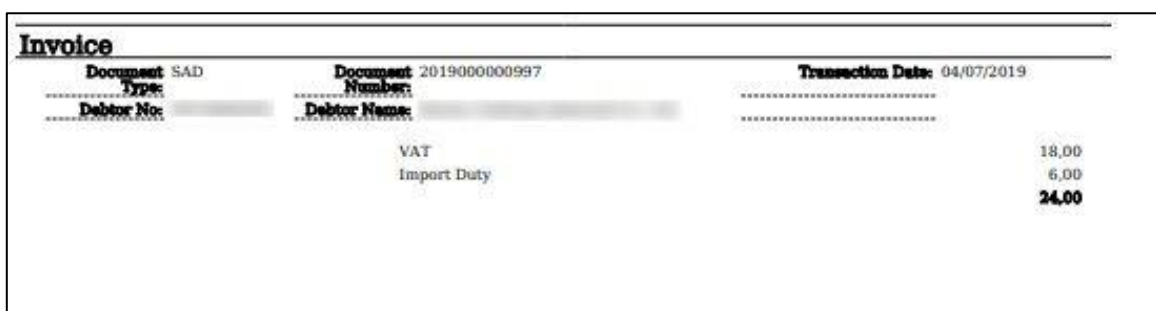 Invoice
Document Type: SAD Document Number: 2019000000997 Transaction Date: 04/07/2019
Debtor No: Debtor Name:
VAT 18,00
Import Duty 6,00
24,00